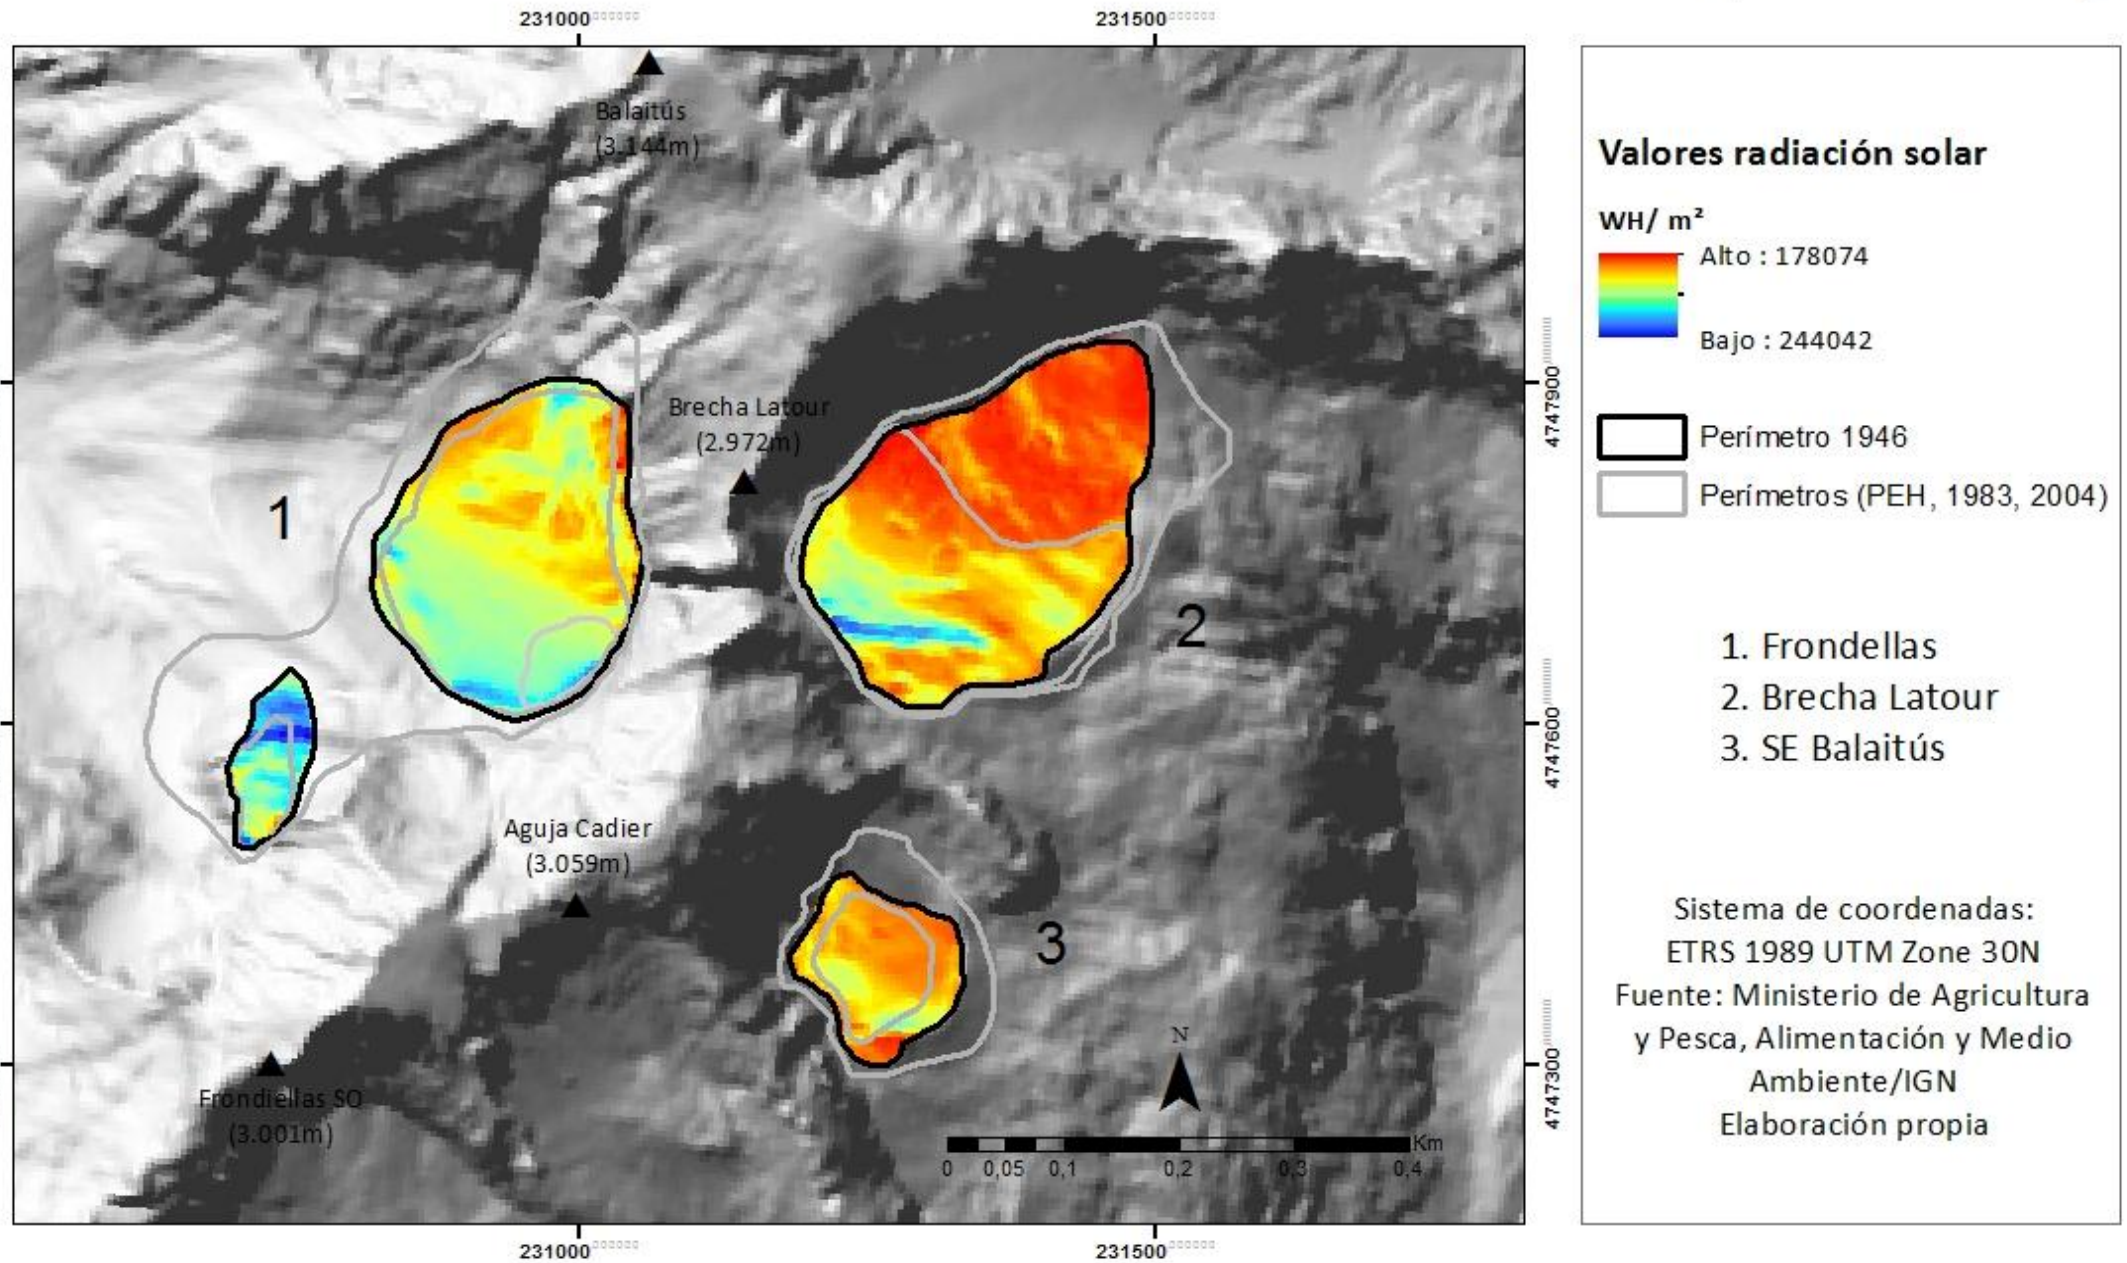 231000
231500
Balaitús
(3.144m)
Brecha Latour
(2.972m)
1
2
Aguja Cadier
(3.059m)
3
Frondiellas SO
(3.001m)
N
Km
0 0,05 0,1 0,2 0,3 0,4
4747900
4747600
4747300
231000
231500
Valores radiación solar
WH/ m²
Alto : 178074
Bajo : 244042
Perímetro 1946
Perímetros (PEH, 1983, 2004)
1. Frondellas
2. Brecha Latour
3. SE Balaitús
Sistema de coordenadas:
ETRS 1989 UTM Zone 30N
Fuente: Ministerio de Agricultura
y Pesca, Alimentación y Medio
Ambiente/IGN
Elaboración propia